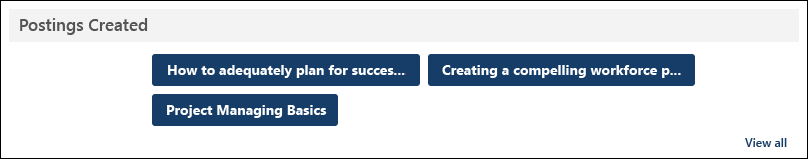 Postings Created
How to adequately plan for succes... Creating a compelling workforce p...
Project Managing Basics
View all